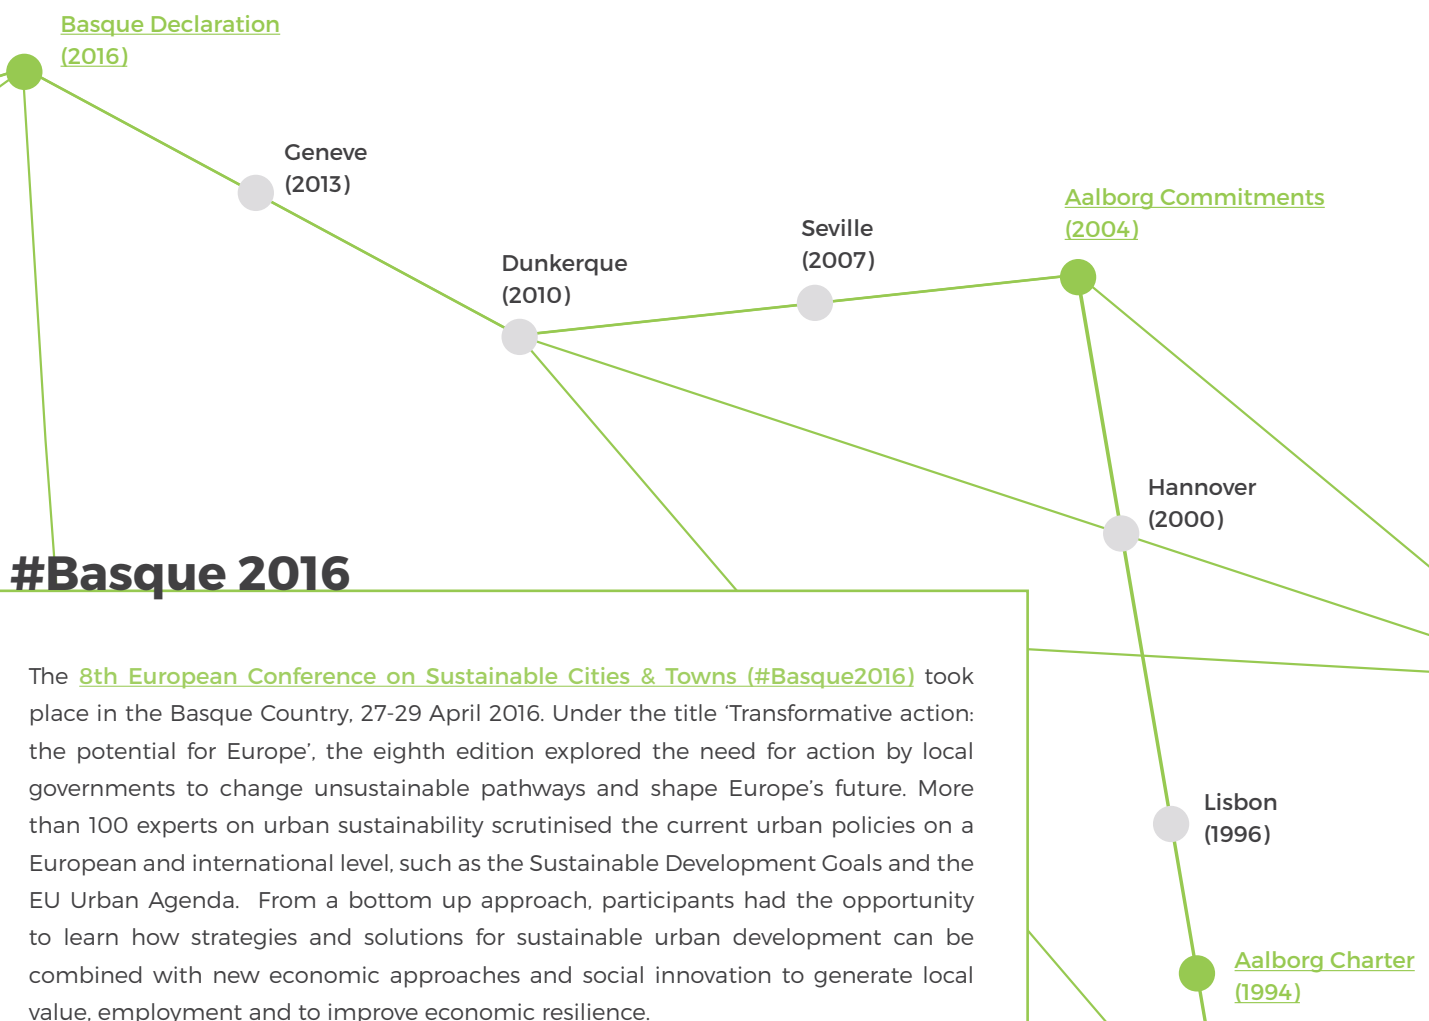 Basque Declaration
(2016)
Geneve
(2013)
Dunkerque
(2010)
Seville
(2007)
Aalborg Commitments
(2004)
Hannover
(2000)
Lisbon
(1996)
Aalborg Charter
(1994)
#Basque 2016
The 8th European Conference on Sustainable Cities & Towns (#Basque2016) took
place in the Basque Country, 27-29 April 2016. Under the title ‘Transformative action:
the potential for Europe’, the eighth edition explored the need for action by local
governments to change unsustainable pathways and shape Europe’s future. More
than 100 experts on urban sustainability scrutinised the current urban policies on a
European and international level, such as the Sustainable Development Goals and the
EU Urban Agenda.  From a bottom up approach, participants had the opportunity
to learn how strategies and solutions for sustainable urban development can be
combined with new economic approaches and social innovation to generate local
value, employment and to improve economic resilience.